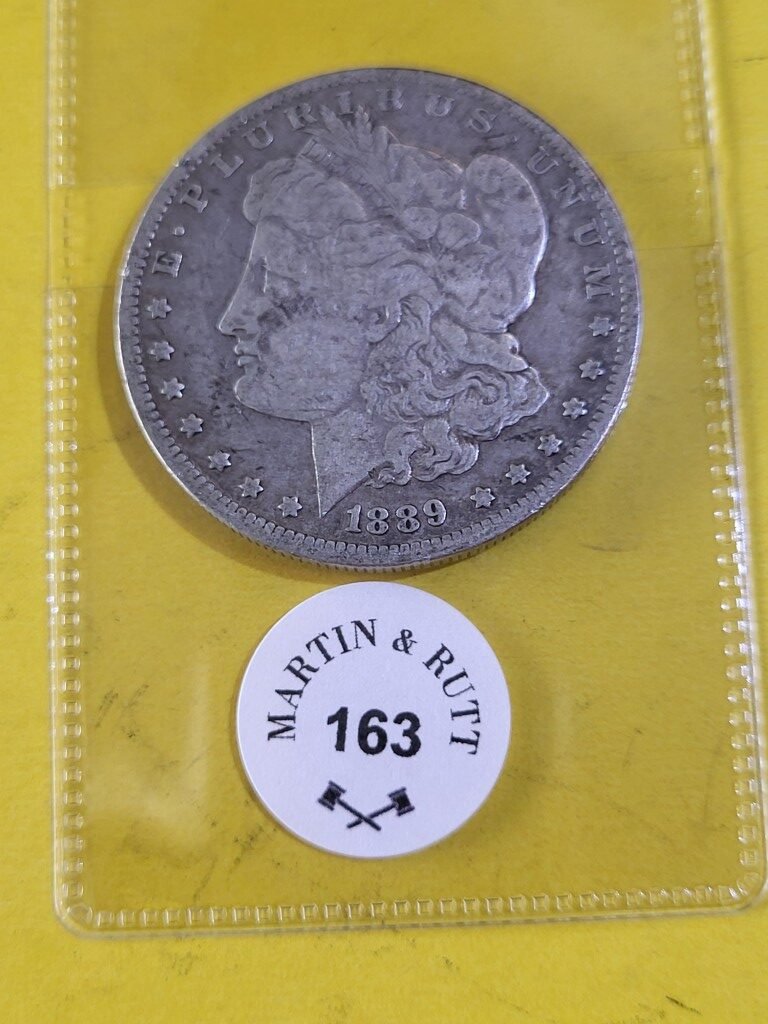 E · PLURIBUS UNUM
1889
MARTIN & RUTT
163